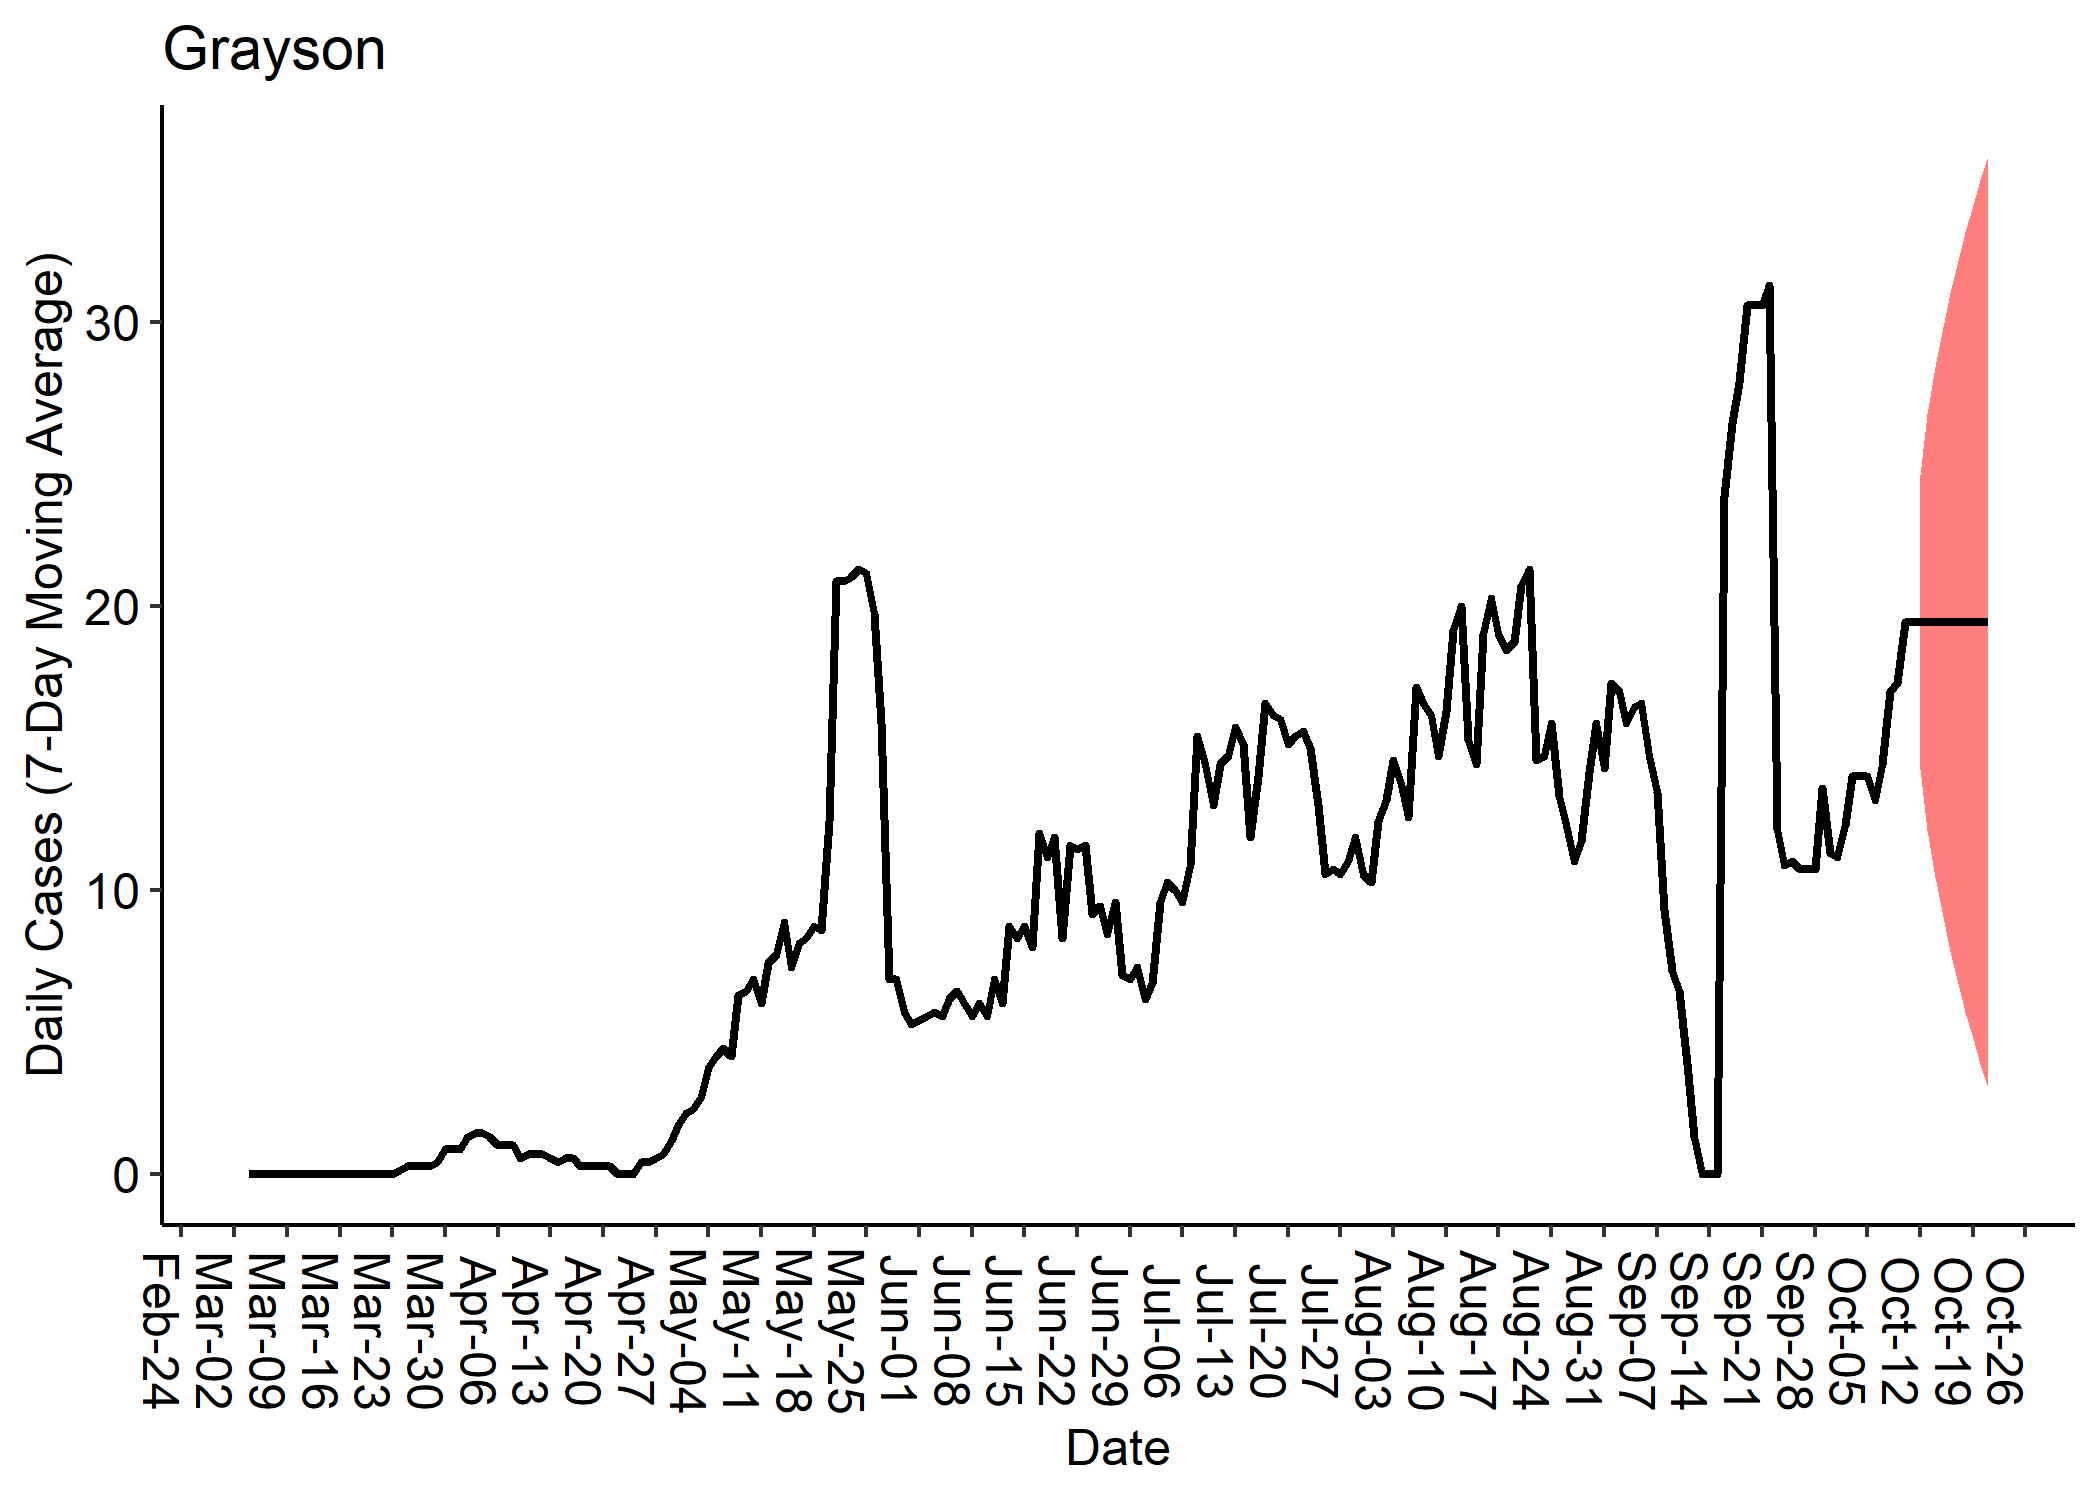 Grayson
Daily Cases (7-Day Moving Average)
30
20
10
0
Feb-24
Mar-02
Mar-09
Mar-16
Mar-23
Mar-30
Apr-06
Apr-13
Apr-20
Apr-27
May-04
May-11
May-18
May-25
Jun-01
Jun-08
Jun-15
Jun-22
Jun-29
Jul-06
Jul-13
Jul-20
Jul-27
Aug-03
Aug-10
Aug-17
Aug-24
Aug-31
Sep-07
Sep-14
Sep-21
Sep-28
Oct-05
Oct-12
Oct-19
Oct-26
Date